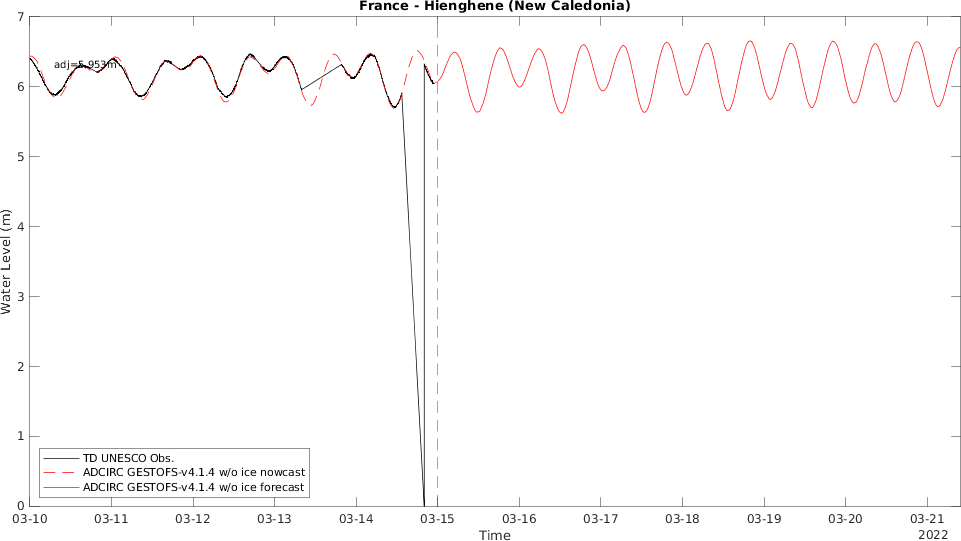 France - Hienghene (New Caledonia)
adj=5.953m
Water Level (m)
7
6
5
4
3
2
1
0
TD UNESCO Obs.
ADCIRC GESTOFS-v4.1.4 w/o ice nowcast
ADCIRC GESTOFS-v4.1.4 w/o ice forecast
03-10 03-11 03-12 03-13 03-14 03-15 03-16 03-17 03-18 03-19 03-20 03-21
Time
2022